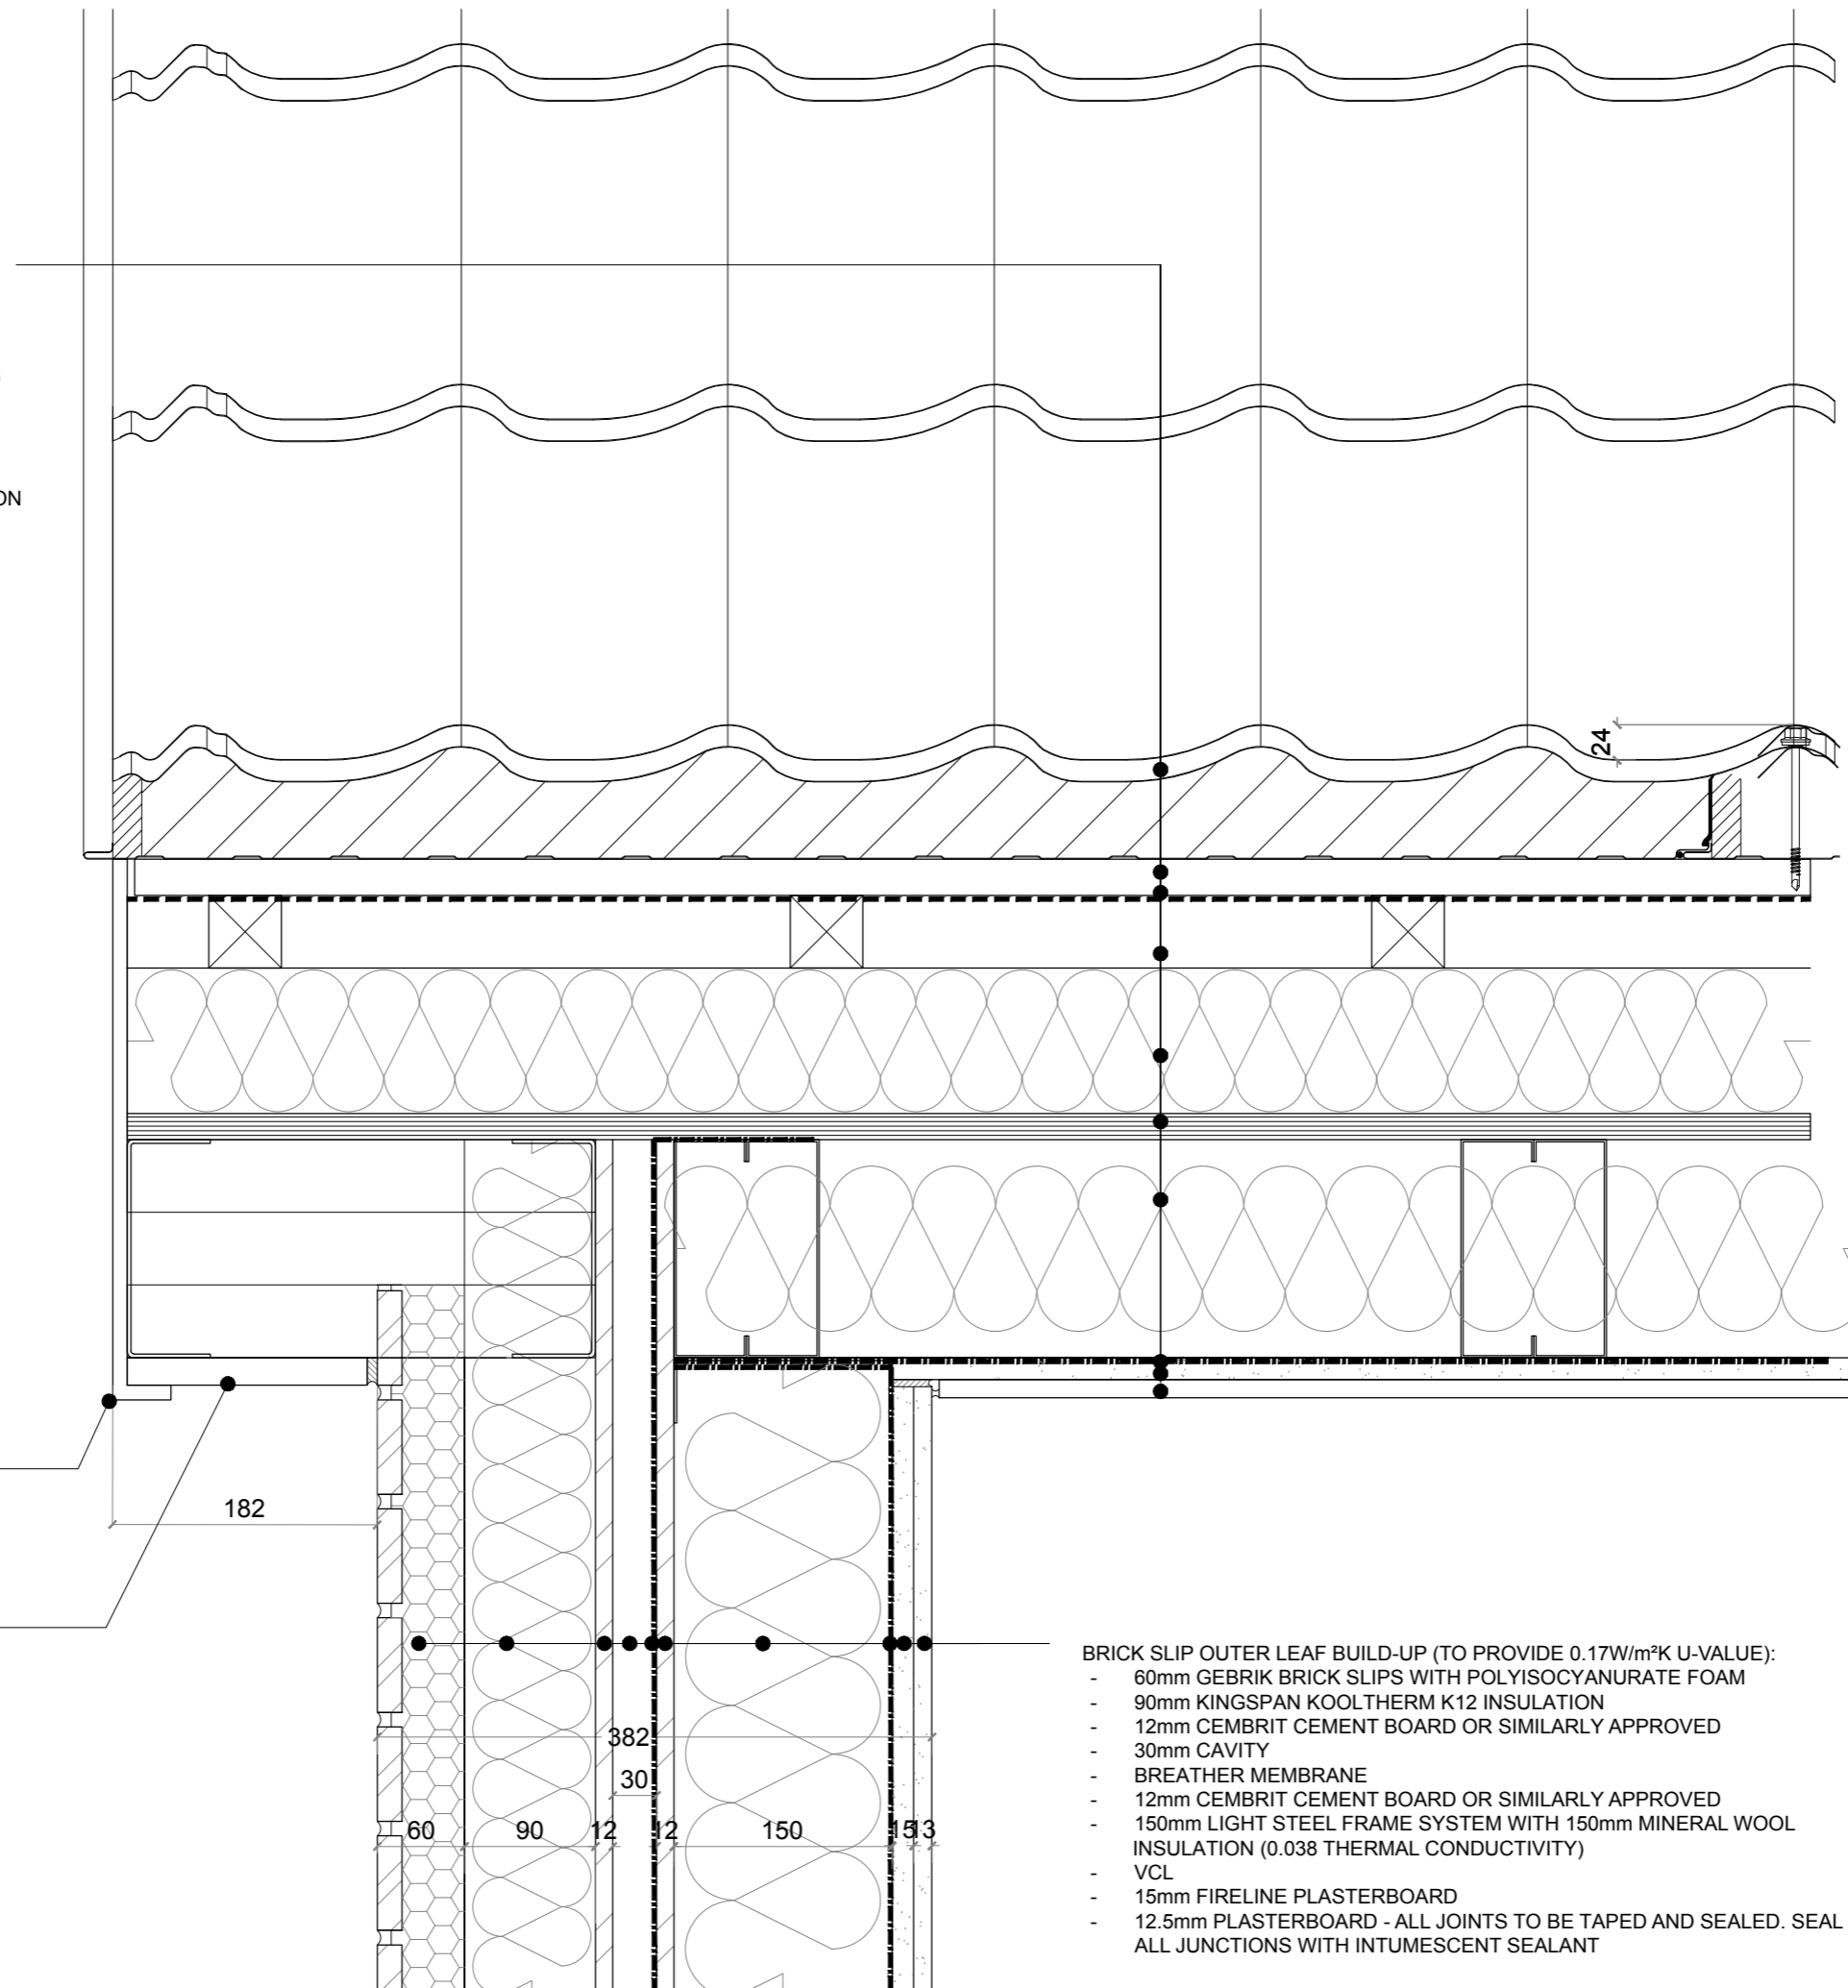 ON
24
182
382
30
60
90
12
12
150
15
13
BRICK SLIP OUTER LEAF BUILD-UP (TO PROVIDE 0.17W/m²K U-VALUE):
- 60mm GEBRIK BRICK SLIPS WITH POLYISOCYANURATE FOAM
- 90mm KINGSPAN KOOLTHERM K12 INSULATION
- 12mm CEMBRIT CEMENT BOARD OR SIMILARLY APPROVED
- 30mm CAVITY
- BREATHER MEMBRANE
- 12mm CEMBRIT CEMENT BOARD OR SIMILARLY APPROVED
- 150mm LIGHT STEEL FRAME SYSTEM WITH 150mm MINERAL WOOL
INSULATION (0.038 THERMAL CONDUCTIVITY)
- VCL
- 15mm FIRELINE PLASTERBOARD
- 12.5mm PLASTERBOARD - ALL JOINTS TO BE TAPED AND SEALED. SEAL
ALL JUNCTIONS WITH INTUMESCENT SEALANT